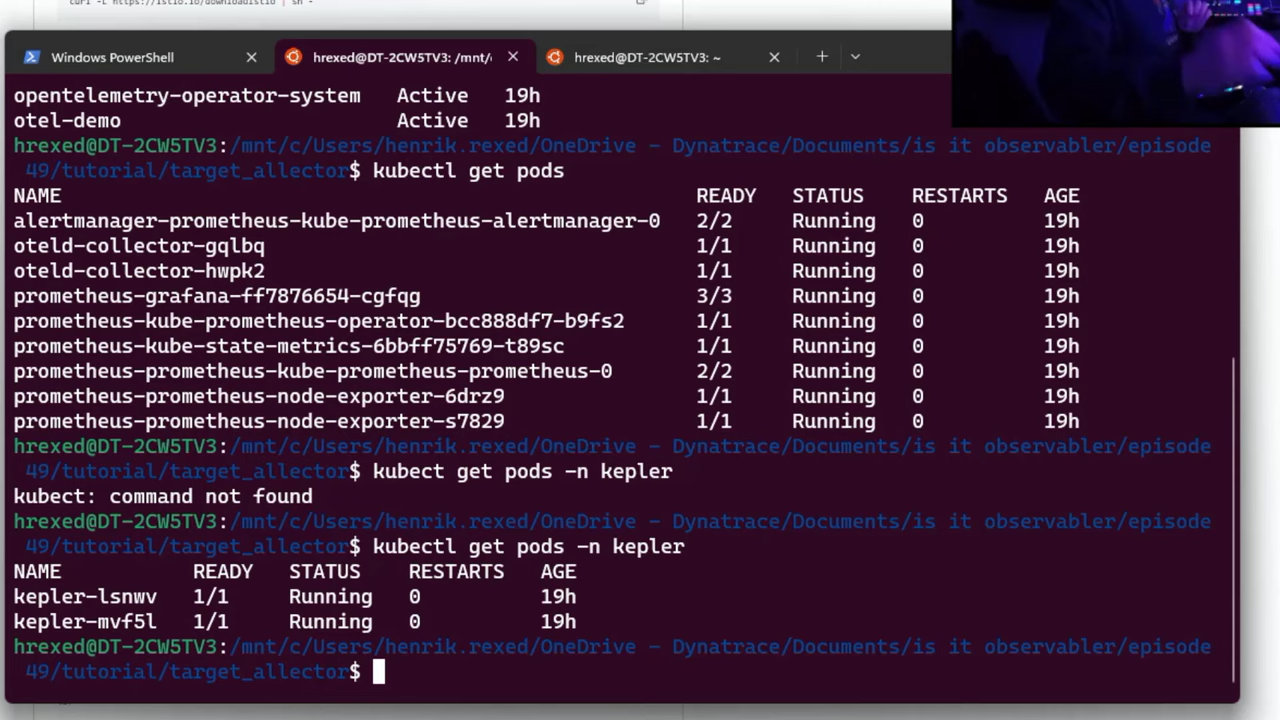 curl -L https://istio.io/downloadIstio | sh -
Windows PowerShell
hrexed@DT-2CW5TV3: /mnt/c
hrexed@DT-2CW5TV3: ~
opentelemetry-operator-system Active 19h
otel-demo Active 19h
hrexed@DT-2CW5TV3:/mnt/c/Users/henrik.rexed/OneDrive - Dynatrace/Documents/is it observabler/episode
49/tutorial/target_allector$ kubectl get pods
NAME READY STATUS RESTARTS AGE
alertmanager-prometheus-kube-prometheus-alertmanager-0 2/2 Running 0 19h
oteld-collector-gqlbq 1/1 Running 0 19h
oteld-collector-hwpk2 1/1 Running 0 19h
prometheus-grafana-ff7876654-cgfqg 3/3 Running 0 19h
prometheus-kube-prometheus-operator-bcc888df7-b9fs2 1/1 Running 0 19h
prometheus-kube-state-metrics-6bbff75769-t89sc 1/1 Running 0 19h
prometheus-prometheus-kube-prometheus-prometheus-0 2/2 Running 0 19h
prometheus-prometheus-node-exporter-6drz9 1/1 Running 0 19h
prometheus-prometheus-node-exporter-s7829 1/1 Running 0 19h
hrexed@DT-2CW5TV3:/mnt/c/Users/henrik.rexed/OneDrive - Dynatrace/Documents/is it observabler/episode
49/tutorial/target_allector$ kubect get pods -n kepler
kubect: command not found
hrexed@DT-2CW5TV3:/mnt/c/Users/henrik.rexed/OneDrive - Dynatrace/Documents/is it observabler/episode
49/tutorial/target_allector$ kubectl get pods -n kepler
NAME READY STATUS RESTARTS AGE
kepler-lsnwv 1/1 Running 0 19h
kepler-mvf5l 1/1 Running 0 19h
hrexed@DT-2CW5TV3:/mnt/c/Users/henrik.rexed/OneDrive - Dynatrace/Documents/is it observabler/episode
49/tutorial/target_allector$